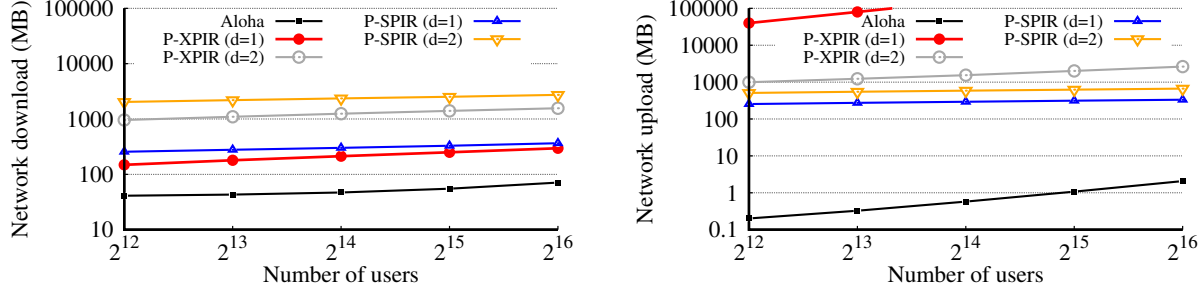 Network download (MB)
100000
10000
1000
100
10
Aloha
P-XPIR (d=1)
P-XPIR (d=2)
P-SPIR (d=1)
P-SPIR (d=2)
2^12 2^13 2^14 2^15 2^16
Number of users
Network upload (MB)
100000
10000
1000
100
10
1
0.1
Aloha
P-XPIR (d=1)
P-XPIR (d=2)
P-SPIR (d=1)
P-SPIR (d=2)
2^12 2^13 2^14 2^15 2^16
Number of users